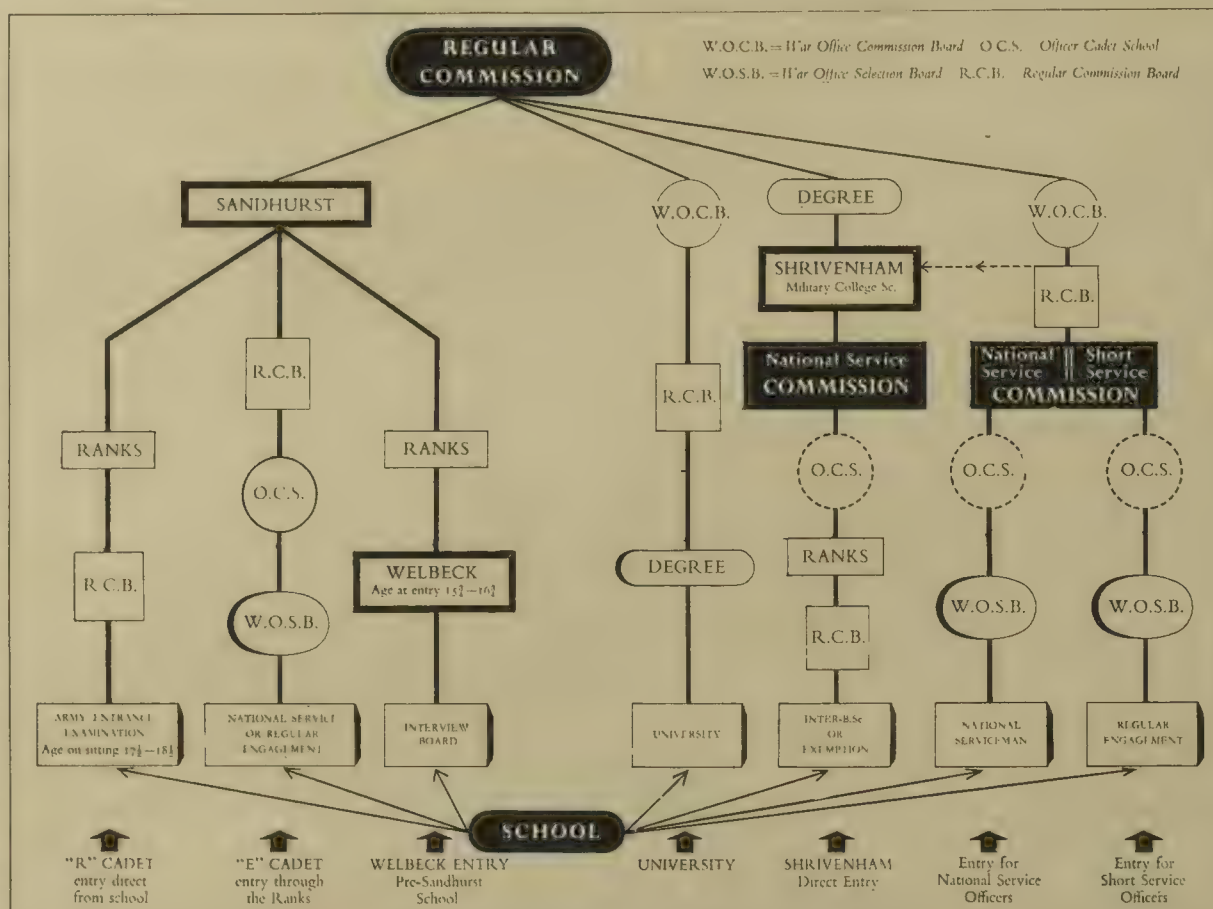 REGULAR
COMMISSION
W.O.C.B. = War Office Commission Board O.C.S. Officer Cadet School
W.O.S.B. = War Office Selection Board R.C.B. Regular Commission Board
SANDHURST
W.O.C.B.
DEGREE
W.O.C.B.
SHRIVENHAM
Military College Sc.
R.C.B.
R.C.B.
National Service
COMMISSION
National Service
Short Service
COMMISSION
R.C.B.
RANKS
RANKS
O.C.S.
O.C.S.
O.C.S.
O.C.S.
R.C.B.
WELBECK
Age at entry 15¾–16¾
DEGREE
RANKS
W.O.S.B.
R.C.B.
W.O.S.B.
W.O.S.B.
ARMY ENTRANCE
EXAMINATION
Age on sitting 17½–18½
NATIONAL SERVICE
OR REGULAR
ENGAGEMENT
INTERVIEW
BOARD
UNIVERSITY
INTER-B.Sc
OR
EXEMPTION
NATIONAL
SERVICEMAN
REGULAR
ENGAGEMENT
SCHOOL
"R" CADET
entry direct
from school
"E" CADET
entry through
the Ranks
WELBECK ENTRY
Pre-Sandhurst
School
UNIVERSITY
SHRIVENHAM
Direct Entry
Entry for
National Service
Officers
Entry for
Short Service
Officers